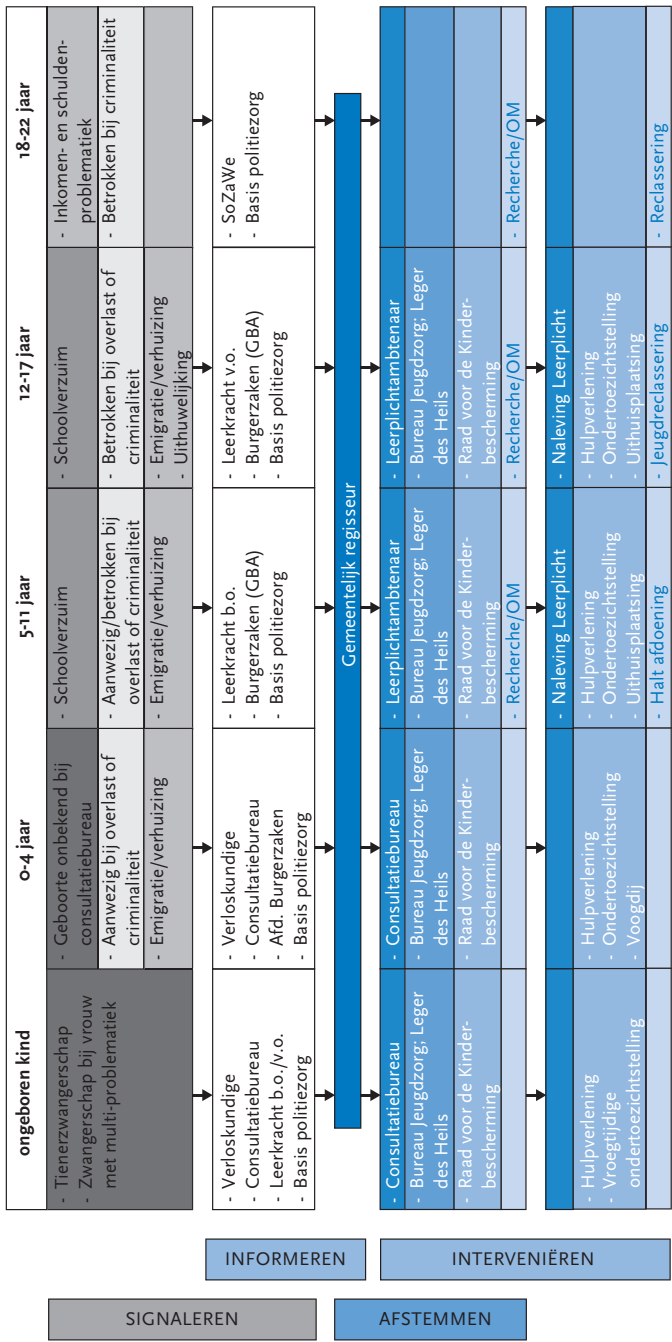 ongeboren kind
0-4 jaar
5-11 jaar
12-17 jaar
18-22 jaar
- Tienerzwangerschap
- Zwangerschap bij vrouw
met multi-problematiek
- Geboorte onbekend bij
consultatiebureau
- Aanwezig bij overlast of
criminaliteit
- Emigratie/verhuizing
- Schoolverzuim
- Aanwezig/betrokken bij
overlast of criminaliteit
- Emigratie/verhuizing
- Schoolverzuim
- Betrokken bij overlast of
criminaliteit
- Emigratie/verhuizing
- Uithuwelijking
- Inkomen- en schulden-
problematiek
- Betrokken bij criminaliteit
- Verloskundige
- Consultatiebureau
- Leerkracht b.o./v.o.
- Basis politiezorg
- Verloskundige
- Consultatiebureau
- Afd. Burgerzaken
- Basis politiezorg
- Leerkracht b.o.
- Burgerzaken (GBA)
- Basis politiezorg
- Leerkracht v.o.
- Burgerzaken (GBA)
- Basis politiezorg
- SoZaWe
- Basis politiezorg
Gemeentelijk regisseur
- Consultatiebureau
- Bureau Jeugdzorg; Leger
des Heils
- Raad voor de Kinder-
bescherming
- Consultatiebureau
- Bureau Jeugdzorg; Leger
des Heils
- Raad voor de Kinder-
bescherming
- Leerplichtambtenaar
- Bureau Jeugdzorg; Leger
des Heils
- Raad voor de Kinder-
bescherming
- Recherche/OM
- Leerplichtambtenaar
- Bureau Jeugdzorg; Leger
des Heils
- Raad voor de Kinder-
bescherming
- Recherche/OM
- Recherche/OM
- Hulpverlening
- Vroegtijdige
ondertoezichtstelling
- Hulpverlening
- Ondertoezichtstelling
- Voogdij
- Naleving Leerplicht
- Hulpverlening
- Ondertoezichtstelling
- Uithuisplaatsing
- Halt afdoening
- Naleving Leerplicht
- Hulpverlening
- Ondertoezichtstelling
- Uithuisplaatsing
- Jeugdreclassering
- Reclassering
INFORMEREN
INTERVENIËREN
SIGNALEREN
AFSTEMMEN